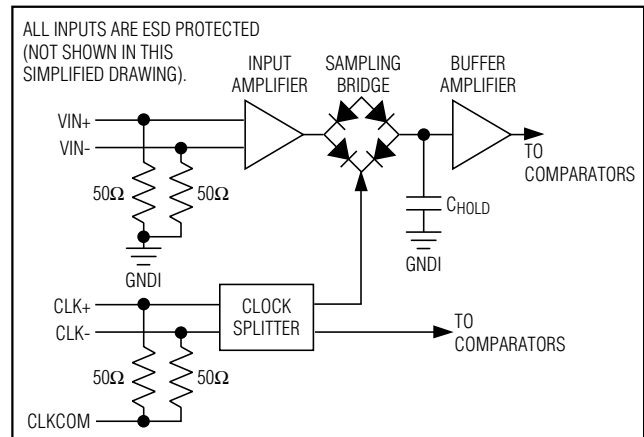 ALL INPUTS ARE ESD PROTECTED
(NOT SHOWN IN THIS
SIMPLIFIED DRAWING).
INPUT
AMPLIFIER
SAMPLING
BRIDGE
BUFFER
AMPLIFIER
VIN+
VIN-
TO
COMPARATORS
50Ω
50Ω
CHOLD
GNDI
GNDI
CLK+
CLK-
CLOCK
SPLITTER
TO
COMPARATORS
50Ω
50Ω
CLKCOM